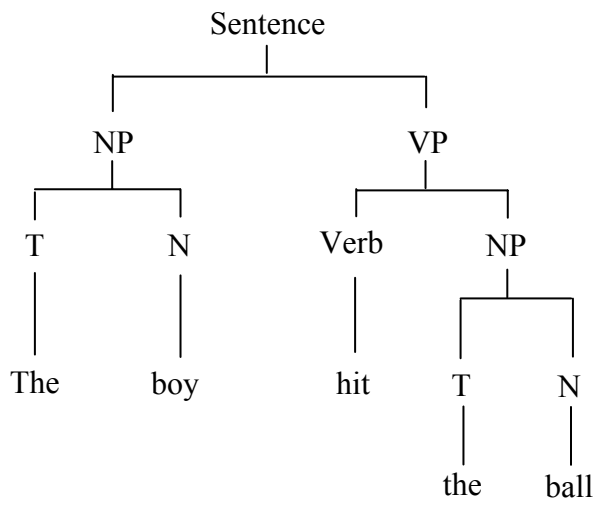 Sentence
NP VP
T N Verb NP
The boy hit T N
the ball